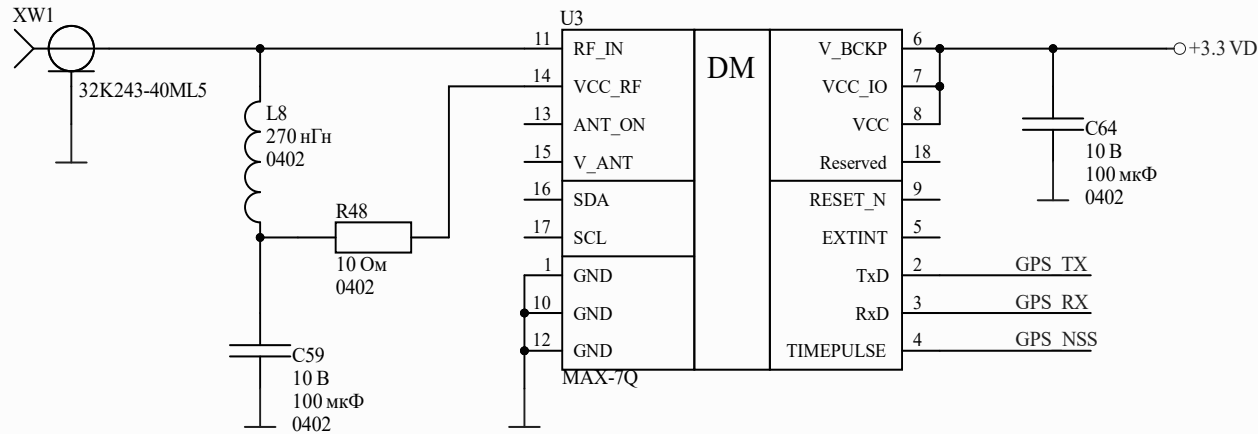 XW1
32K243-40ML5
L8
270 нГн
0402
R48
10 Ом
0402
C59
10 В
100 мкФ
0402
U3
DM
11 RF_IN
14 VCC_RF
13 ANT_ON
15 V_ANT
16 SDA
17 SCL
1 GND
10 GND
12 GND
V_BCKP 6
VCC_IO 7
VCC 8
Reserved 18
RESET_N 9
EXTINT 5
TxD 2
RxD 3
TIMEPULSE 4
MAX-7Q
+3.3 VD
C64
10 В
100 мкФ
0402
GPS_TX
GPS_RX
GPS_NSS